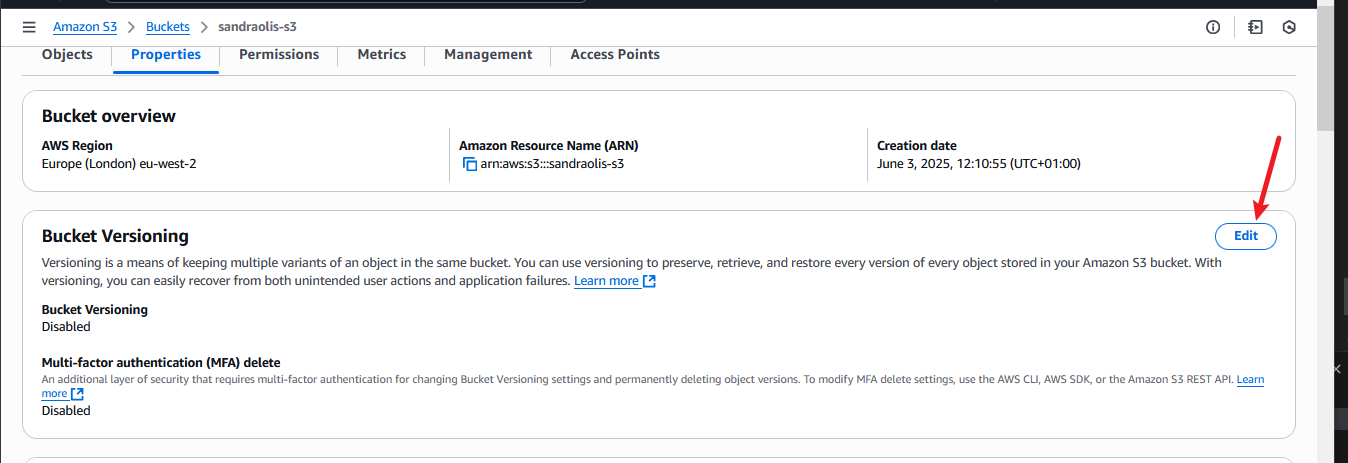 Amazon S3 > Buckets > sandraolis-s3
Objects Properties Permissions Metrics Management Access Points
Bucket overview
AWS Region
Europe (London) eu-west-2
Amazon Resource Name (ARN)
arn:aws:s3:::sandraolis-s3
Creation date
June 3, 2025, 12:10:55 (UTC+01:00)
Bucket Versioning
Edit
Versioning is a means of keeping multiple variants of an object in the same bucket. You can use versioning to preserve, retrieve, and restore every version of every object stored in your Amazon S3 bucket. With
versioning, you can easily recover from both unintended user actions and application failures. Learn more
Bucket Versioning
Disabled
Multi-factor authentication (MFA) delete
An additional layer of security that requires multi-factor authentication for changing Bucket Versioning settings and permanently deleting object versions. To modify MFA delete settings, use the AWS CLI, AWS SDK, or the Amazon S3 REST API. Learn
more
Disabled